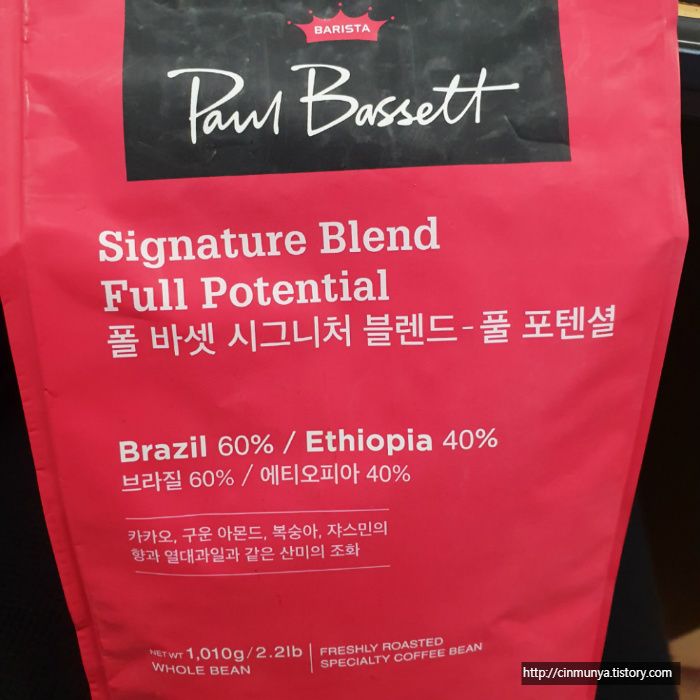 BARISTA
Paul Bassett
Signature Blend
Full Potential
폴 바셋 시그니처 블렌드-풀 포텐셜
Brazil 60% / Ethiopia 40%
브라질 60% / 에티오피아 40%
카카오, 구운 아몬드, 복숭아, 쟈스민의
향과 열대과일과 같은 산미의 조화
NET WT 1,010g/2.2lb
WHOLE BEAN
FRESHLY ROASTED
SPECIALTY COFFEE BEAN
http://cinmunya.tistory.com